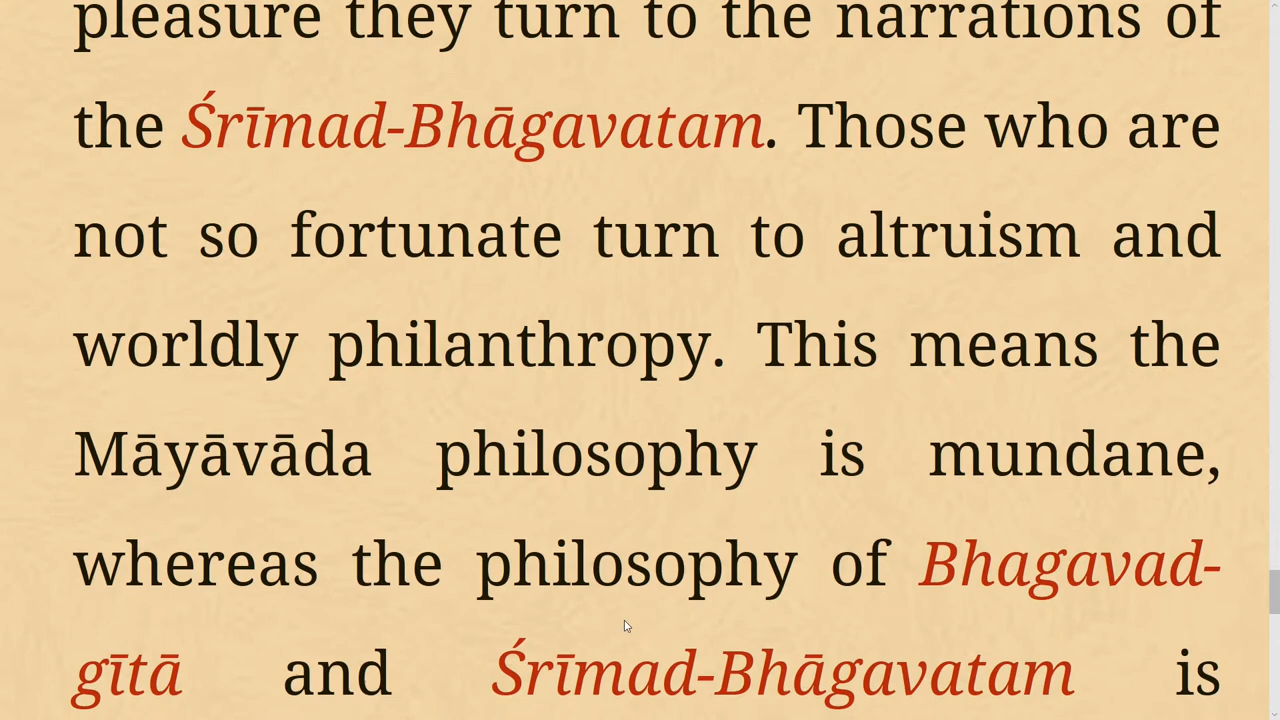 pleasure they turn to the narrations of
the Śrīmad-Bhāgavatam. Those who are
not so fortunate turn to altruism and
worldly philanthropy. This means the
Māyāvāda philosophy is mundane,
whereas the philosophy of Bhagavad-
gītā and Śrīmad-Bhāgavatam is